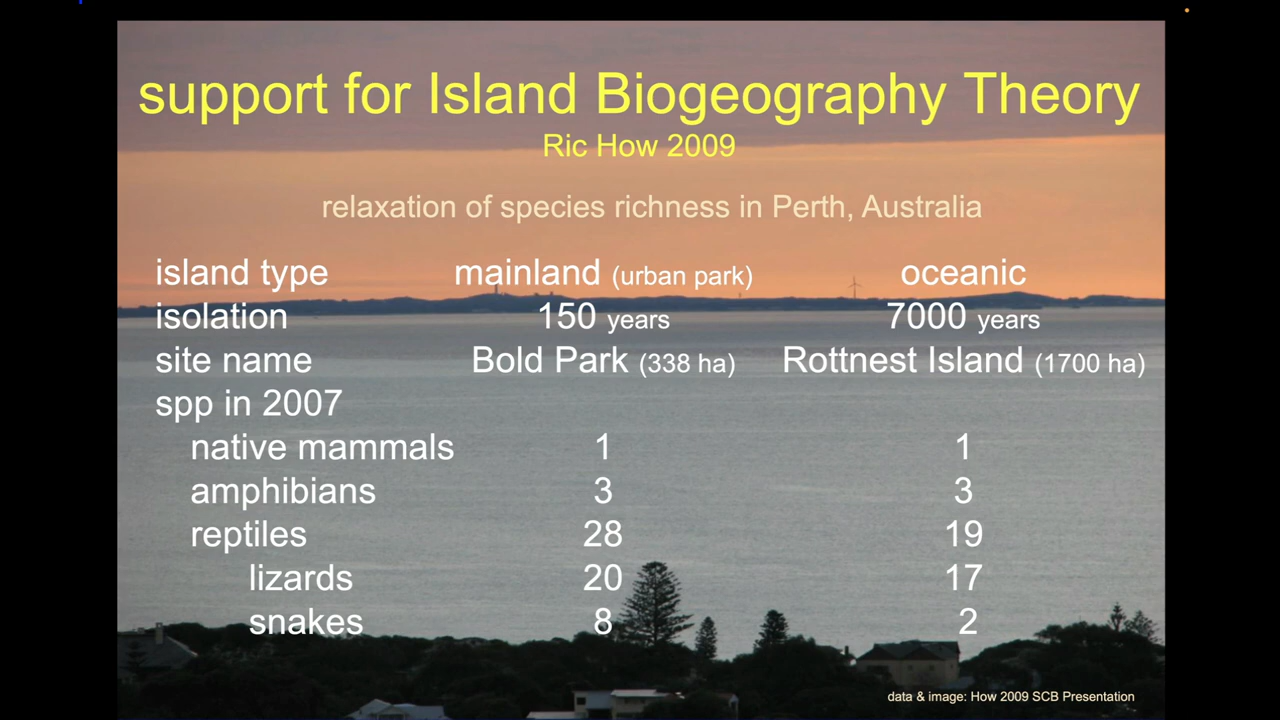 support for Island Biogeography Theory
Ric How 2009
relaxation of species richness in Perth, Australia
island type mainland (urban park) oceanic
isolation 150 years 7000 years
site name Bold Park (338 ha) Rottnest Island (1700 ha)
spp in 2007
native mammals 1 1
amphibians 3 3
reptiles 28 19
lizards 20 17
snakes 8 2
data & image: How 2009 SCB Presentation